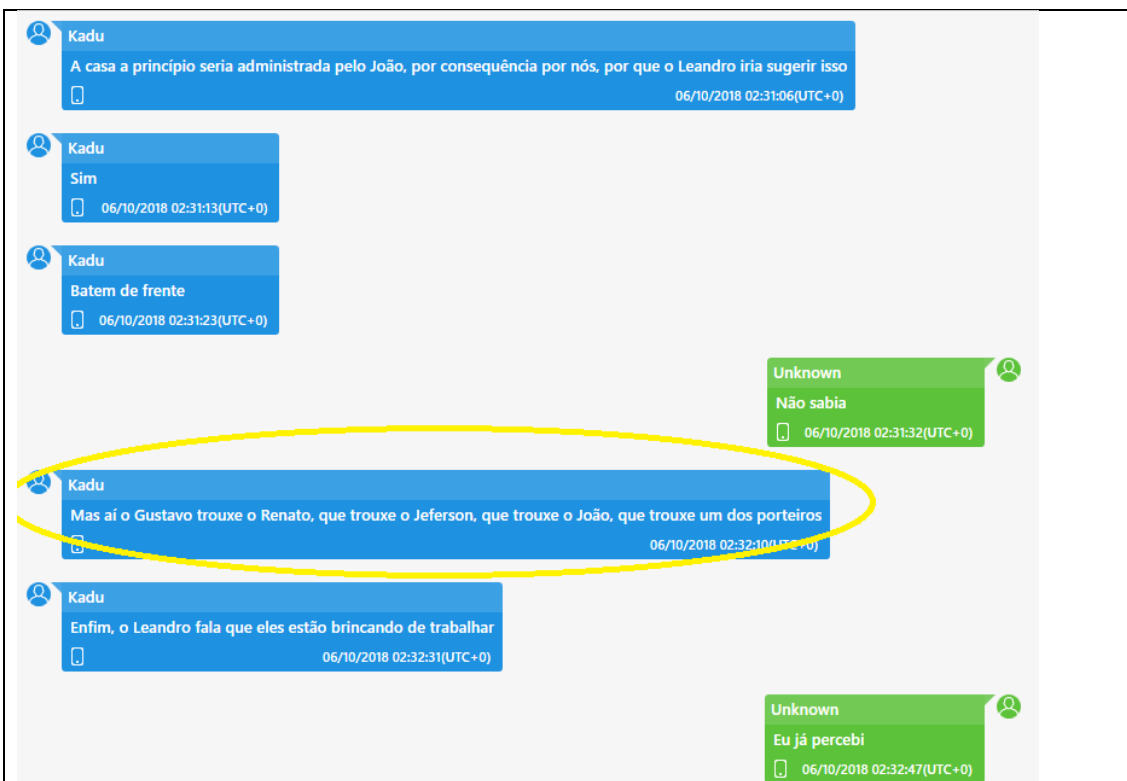 Kadu
A casa a princípio seria administrada pelo João, por consequência por nós, por que o Leandro iria sugerir isso
06/10/2018 02:31:06(UTC+0)
Kadu
Sim
06/10/2018 02:31:13(UTC+0)
Kadu
Batem de frente
06/10/2018 02:31:23(UTC+0)
Unknown
Não sabia
06/10/2018 02:31:32(UTC+0)
Kadu
Mas aí o Gustavo trouxe o Renato, que trouxe o Jeferson, que trouxe o João, que trouxe um dos porteiros
06/10/2018 02:32:10(UTC+0)
Kadu
Enfim, o Leandro fala que eles estão brincando de trabalhar
06/10/2018 02:32:31(UTC+0)
Unknown
Eu já percebi
06/10/2018 02:32:47(UTC+0)